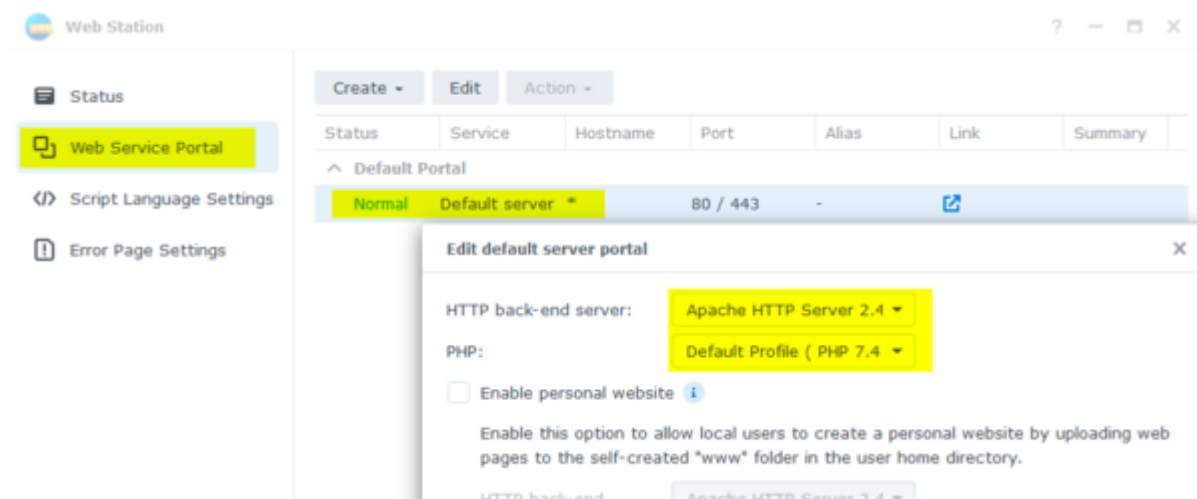 Web Station
?
Status
Web Service Portal
Script Language Settings
Error Page Settings
Create Edit Action
Status Service Hostname Port Alias Link Summary
Default Portal
Normal Default server * 80 / 443 -
Edit default server portal
HTTP back-end server: Apache HTTP Server 2.4
PHP: Default Profile ( PHP 7.4
Enable personal website i
Enable this option to allow local users to create a personal website by uploading web
pages to the self-created "www" folder in the user home directory.
HTTP back-end Apache HTTP Server 2.4